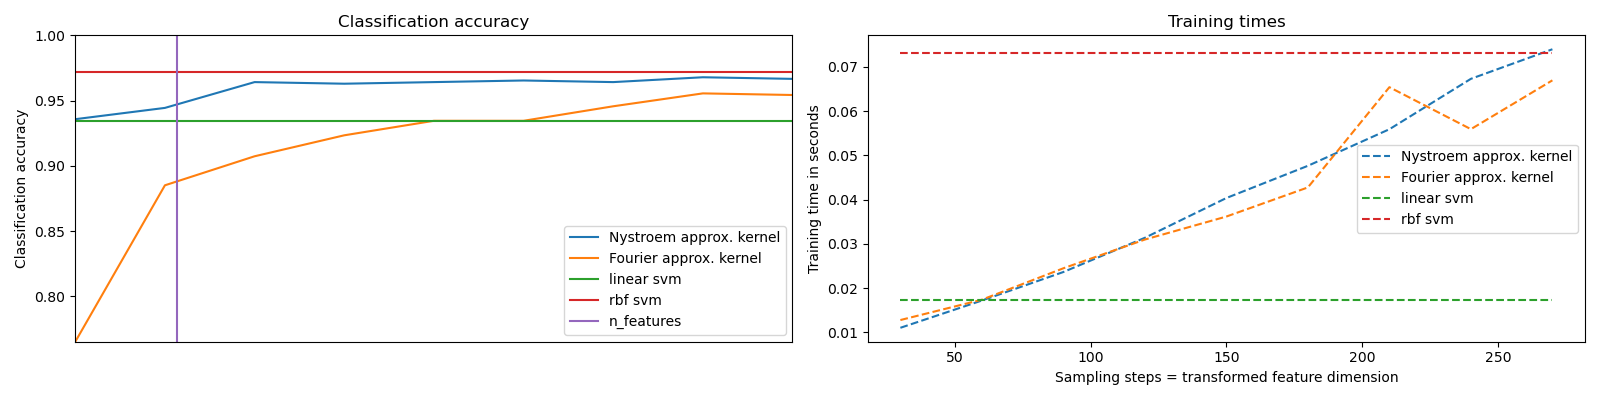 Classification accuracy
Classification accuracy
1.00
0.95
0.90
0.85
0.80
Nystroem approx. kernel
Fourier approx. kernel
linear svm
rbf svm
n_features
Training times
Training time in seconds
0.07
0.06
0.05
0.04
0.03
0.02
0.01
Nystroem approx. kernel
Fourier approx. kernel
linear svm
rbf svm
50 100 150 200 250
Sampling steps = transformed feature dimension